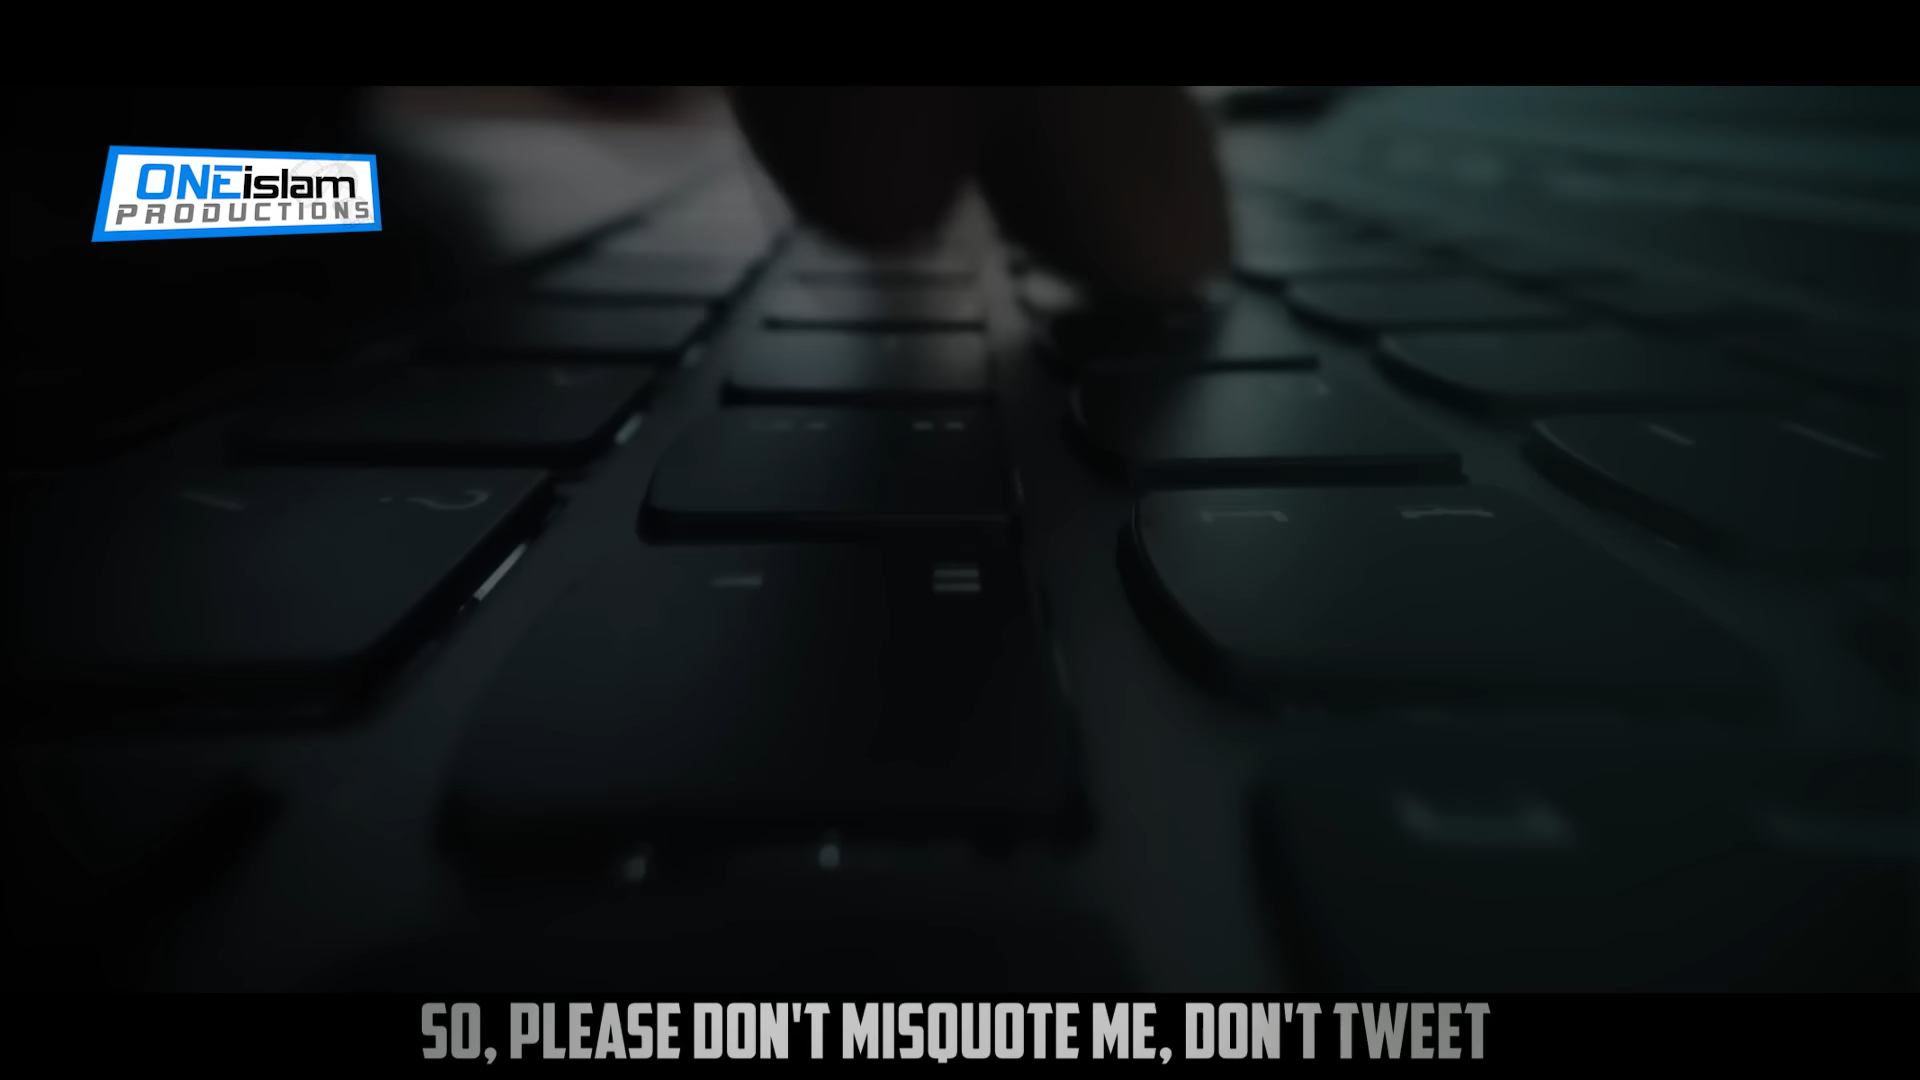 ONEislam
PRODUCTIONS
SO, PLEASE DON'T MISQUOTE ME, DON'T TWEET